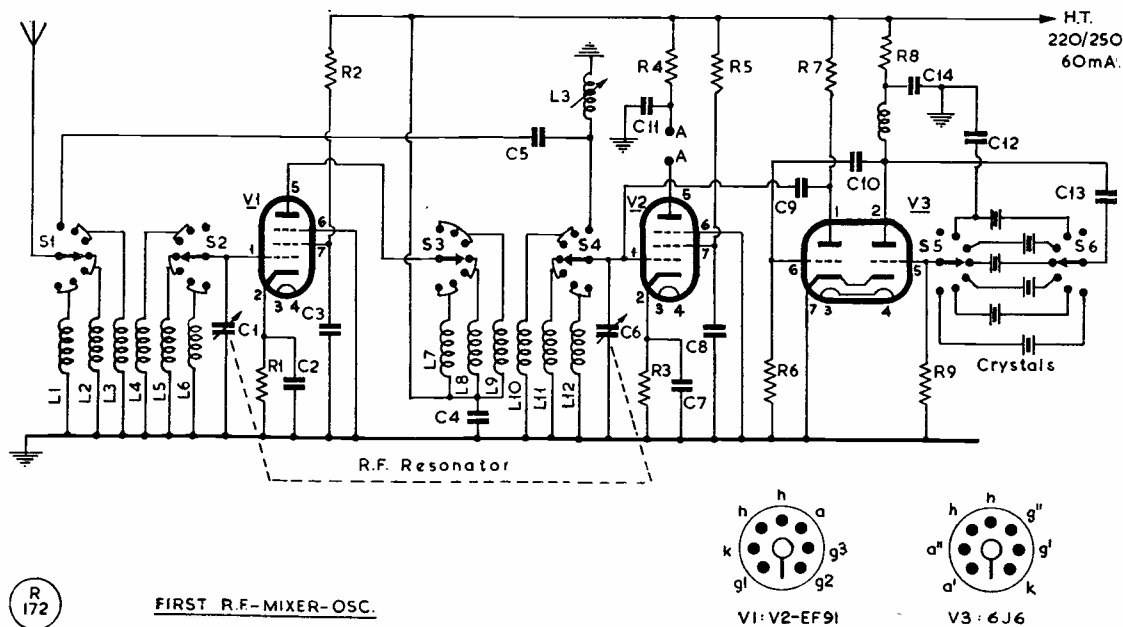 H.T.
220/250
60mA.
R2
R4
R5
R7
R8
C14
L3
C11
A
A
C5
C12
C10
C9
C13
V1
5
6
7
1
2
3 4
V2
5
6
7
1
2
3 4
V3
1
2
6
5
7
3
4
S1
S2
S3
S4
S5
S6
C1
C3
C6
C8
R1
C2
R3
C7
R6
R9
Crystals
L1
L2
L3
L4
L5
L6
L7
L8
L9
L10
L11
L12
C4
R.F. Resonator
h
h
a
k
g3
g1
g2
V1:V2-EF91
h
h
g"
a"
g'
a'
k
V3:6J6
R
172
FIRST R.F.-MIXER-OSC.